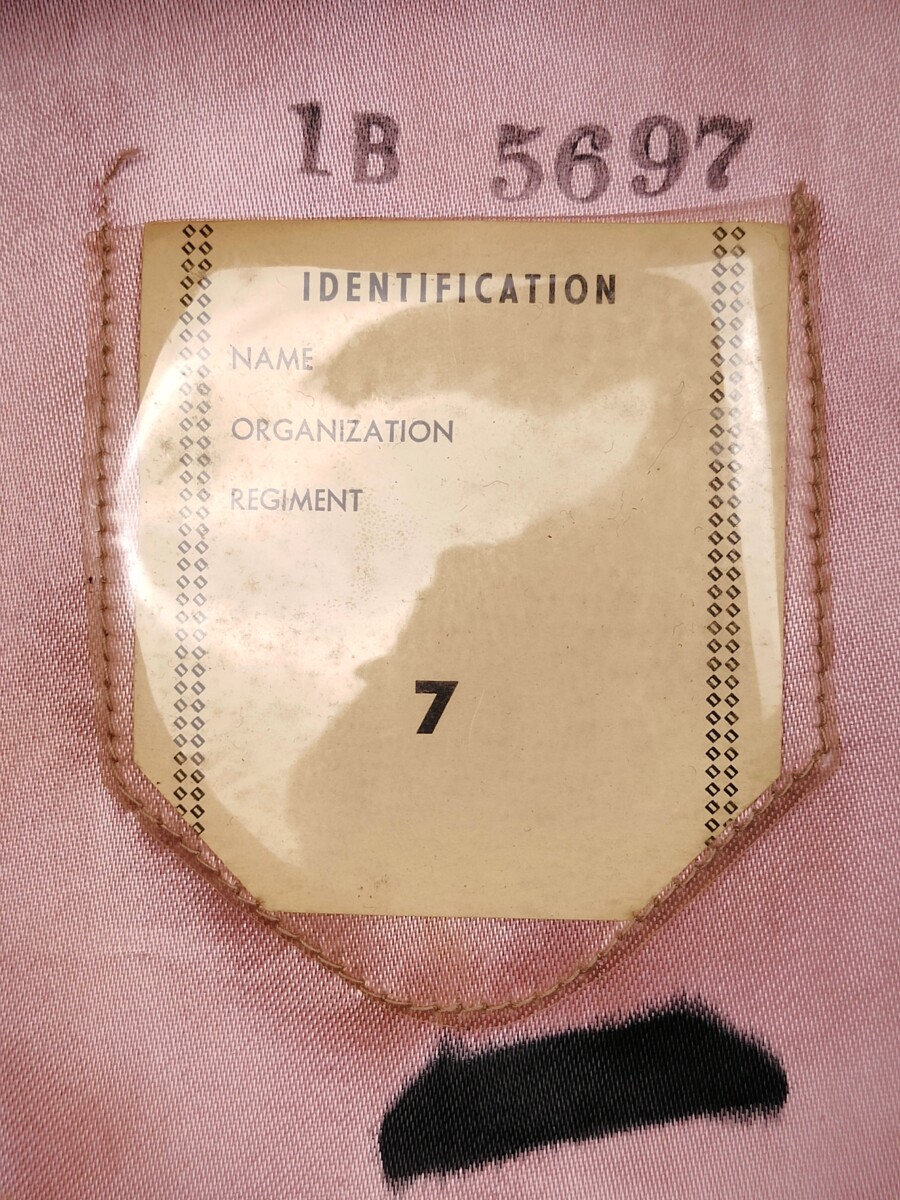 1B 5697
IDENTIFICATION
NAME
ORGANIZATION
REGIMENT
7